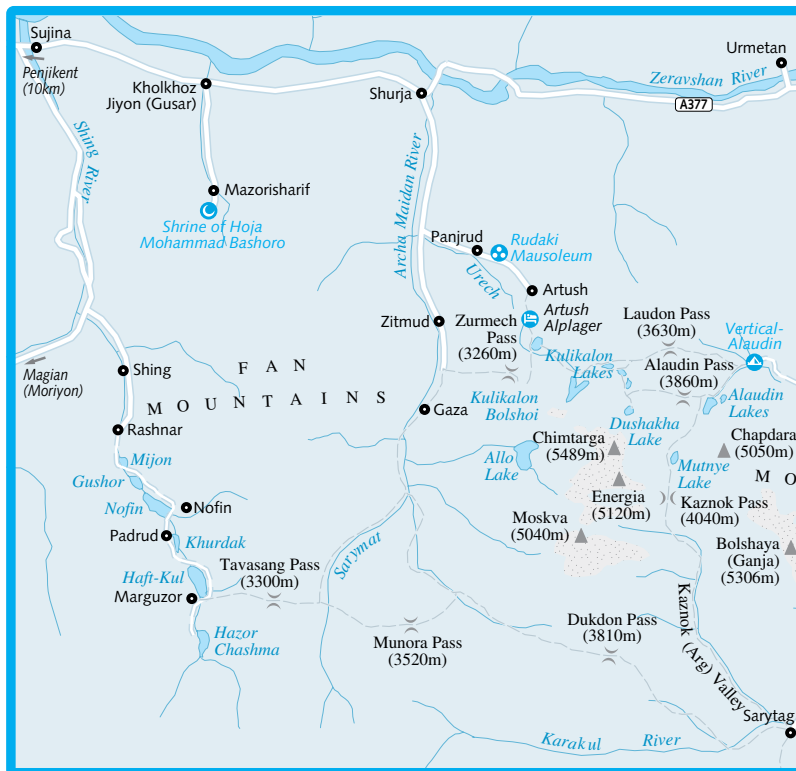 Sujina
Urmetan
Penjikent
(10km)
Kholkhoz
Jiyon (Gusar)
Shurja
Zeravshan River
A377
Shing River
Mazorisharif
Shrine of Hoja
Mohammad Bashoro
Archa Maidan River
Panjrud
Rudaki
Mausoleum
Urech
Artush
Artush
Alplager
Zitmud
Zurmech
Pass
(3260m)
Laudon Pass
(3630m)
Vertical-
Alaudin
Kulikalon
Lakes
Alaudin Pass
(3860m)
Magian
(Moriyon)
Shing
FAN
MOUNTAINS
Kulikalon
Bolshoi
Alaudin
Lakes
Gaza
Dushakha
Lake
Rashnar
Chimtarga
(5489m)
Chapdara
(5050m)
Mijon
Allo
Lake
Mutnye
Lake
Gushor
MO
Energia
(5120m)
Kaznok Pass
(4040m)
Nofin
Nofin
Moskva
(5040m)
Padrud
Khurdak
Bolshaya
(Ganja)
(5306m)
Sarymat
Tavasang Pass
(3300m)
Haft-Kul
Marguzor
Kaznok (Arg) Valley
Dukdon Pass
(3810m)
Hazor
Chashma
Munora Pass
(3520m)
Sarytag
Karakul River